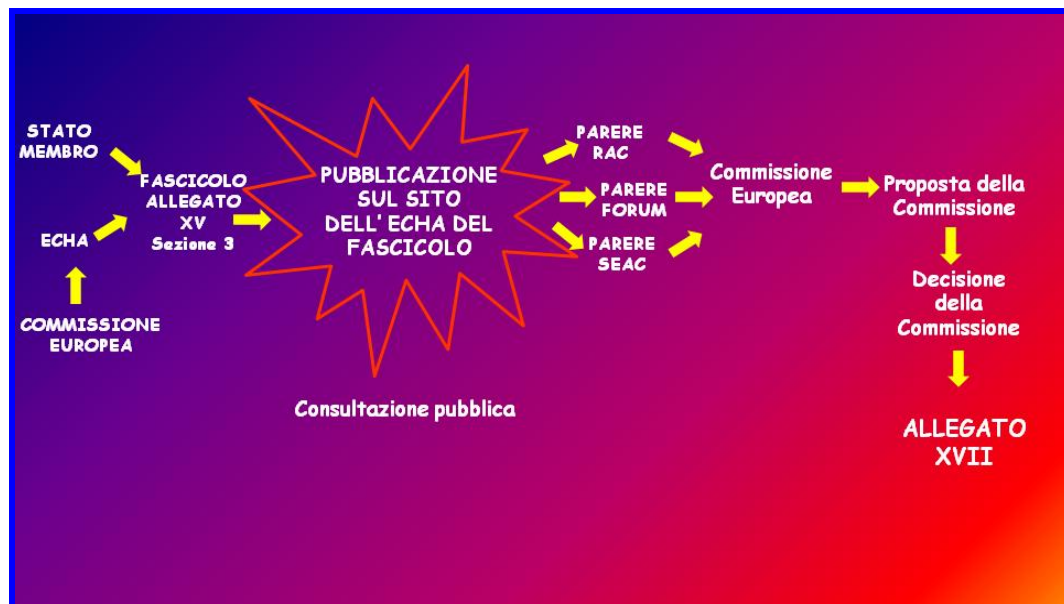 STATO
MEMBRO
FASCICOLO
ALLEGATO
XV
Sezione 3
ECHA
COMMISSIONE
EUROPEA
PUBBLICAZIONE
SUL SITO
DELL'ECHA DEL
FASCICOLO
Consultazione pubblica
PARERE
RAC
PARERE
FORUM
PARERE
SEAC
Commissione
Europea
Proposta della
Commissione
Decisione
della
Commissione
ALLEGATO
XVII